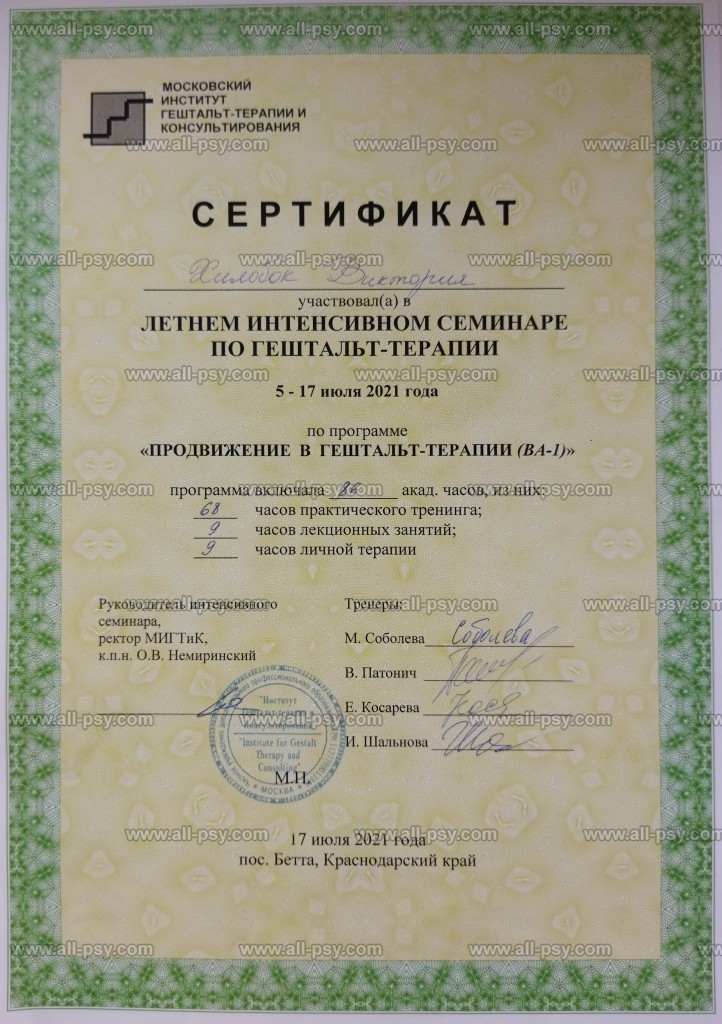 МОСКОВСКИЙ
ИНСТИТУТ
ГЕШТАЛЬТ-ТЕРАПИИ И
КОНСУЛЬТИРОВАНИЯ
СЕРТИФИКАТ
Хилобок Виктория
участвовал(а) в
ЛЕТНЕМ ИНТЕНСИВНОМ СЕМИНАРЕ
ПО ГЕШТАЛЬТ-ТЕРАПИИ
5 - 17 июля 2021 года
по программе
«ПРОДВИЖЕНИЕ В ГЕШТАЛЬТ-ТЕРАПИИ (ВА-1)»
программа включала 86 акад. часов, из них:
68 часов практического тренинга;
9 часов лекционных занятий;
9 часов личной терапии
Руководитель интенсивного
семинара,
ректор МИГТиК,
к.п.н. О.В. Немиринский
Тренеры:
М. Соболева Соболева
В. Патонич
Е. Косарева
И. Шальнова
"Институт
Гештальт-терапии и
Консультирования"
"Institute for Gestalt
Therapy and
Consulting"
МОСКВА
М.П.
17 июля 2021 года
пос. Бетта, Краснодарский край
www.all-psy.com